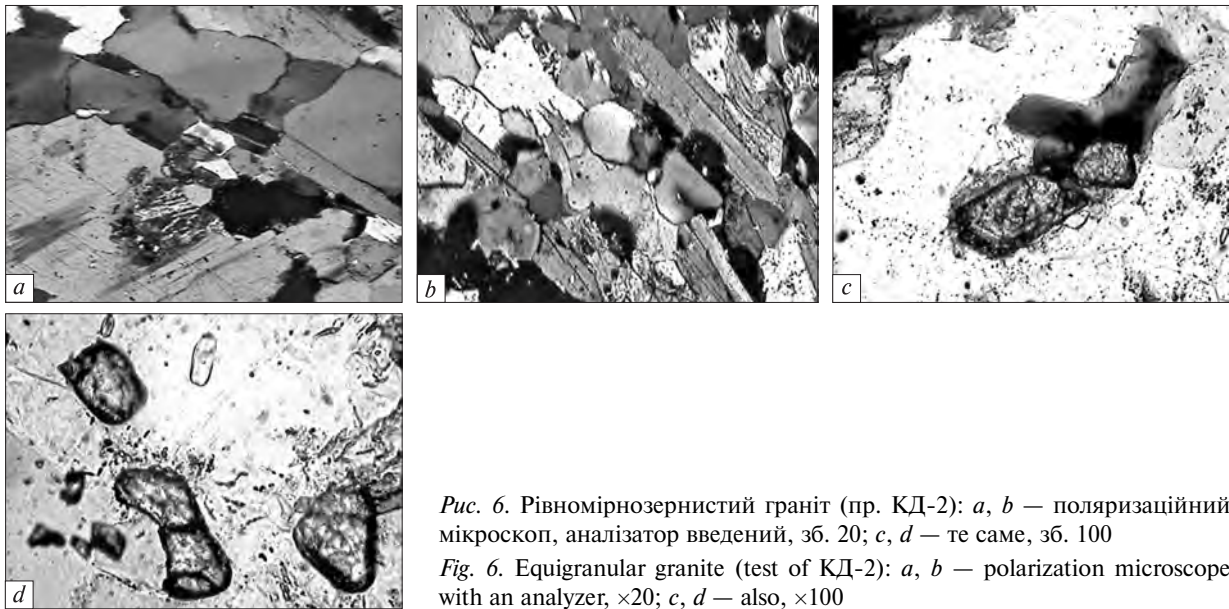 a
b
c
d
Рис. 6. Рівномірнозернистий граніт (пр. КД-2): a, b — поляризаційний
мікроскоп, аналізатор введений, зб. 20; c, d — те саме, зб. 100
Fig. 6. Equigranular granite (test of КД-2): a, b — polarization microscope
with an analyzer, ×20; c, d — also, ×100